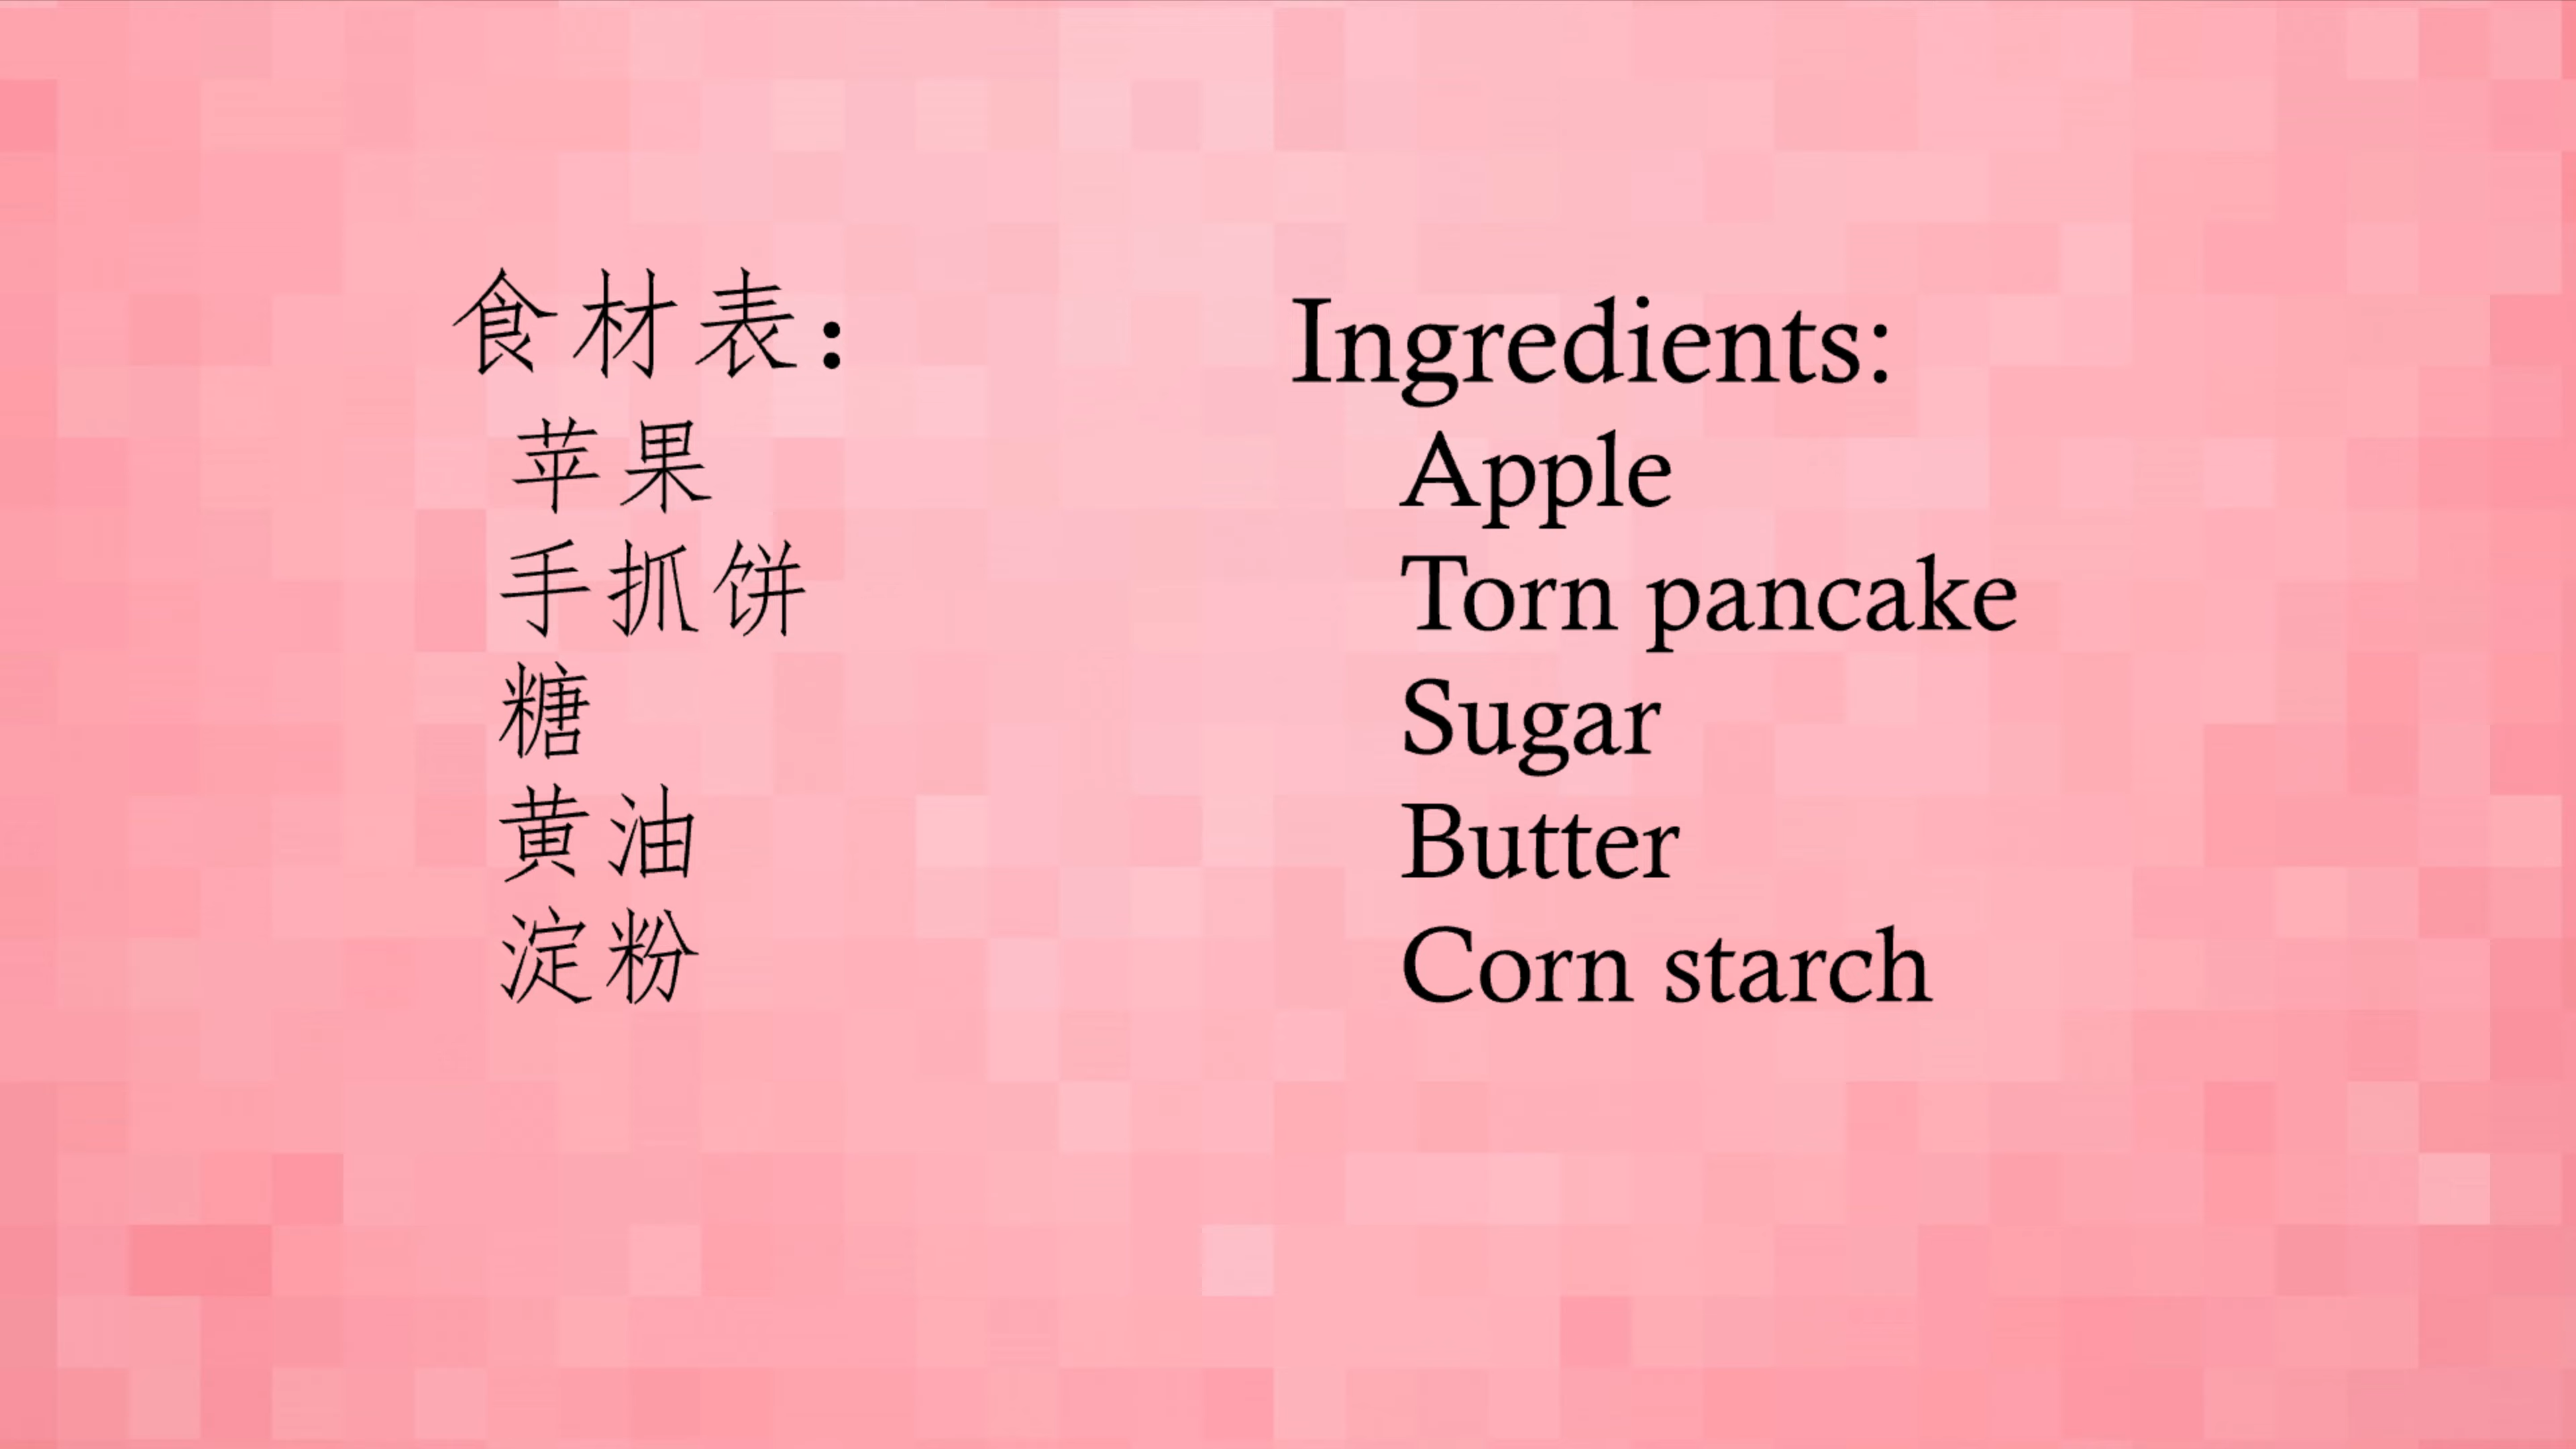 食材表：
苹果
手抓饼
糖
黄油
淀粉
Ingredients:
Apple
Torn pancake
Sugar
Butter
Corn starch